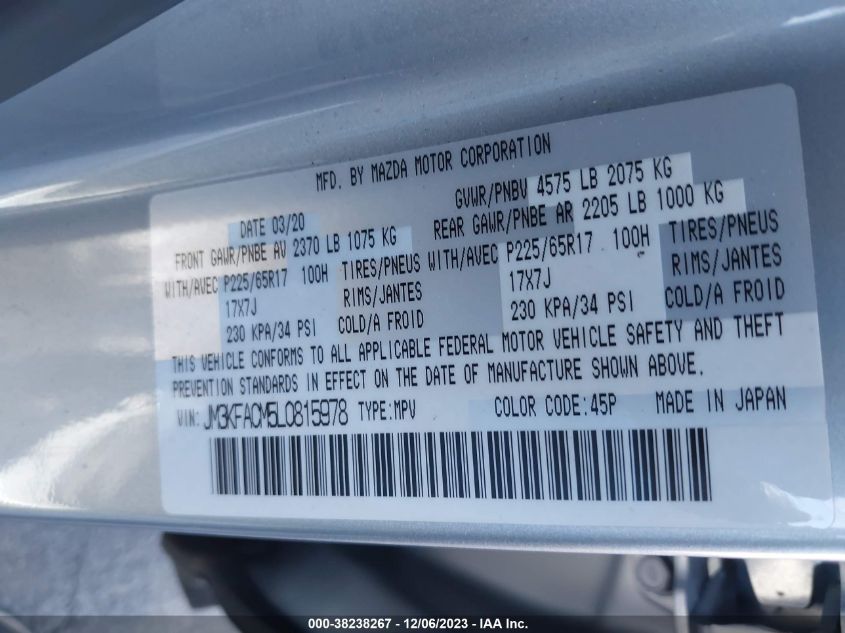 MFD. BY MAZDA MOTOR CORPORATION
DATE 03/20 GVWR/PNBV 4575 LB 2075 KG
FRONT GAWR/PNBE AV 2370 LB 1075 KG REAR GAWR/PNBE AR 2205 LB 1000 KG
WITH/AVEC P225/65R17 100H TIRES/PNEUS WITH/AVEC P225/65R17 100H TIRES/PNEUS
17X7J RIMS/JANTES 17X7J RIMS/JANTES
230 KPA/34 PSI COLD/A FROID 230 KPA/34 PSI COLD/A FROID
THIS VEHICLE CONFORMS TO ALL APPLICABLE FEDERAL MOTOR VEHICLE SAFETY AND THEFT
PREVENTION STANDARDS IN EFFECT ON THE DATE OF MANUFACTURE SHOWN ABOVE.
VIN: JM3KFACM5L0815978 TYPE:MPV COLOR CODE:45P MADE IN JAPAN
000-38238267 - 12/06/2023 - IAA Inc.